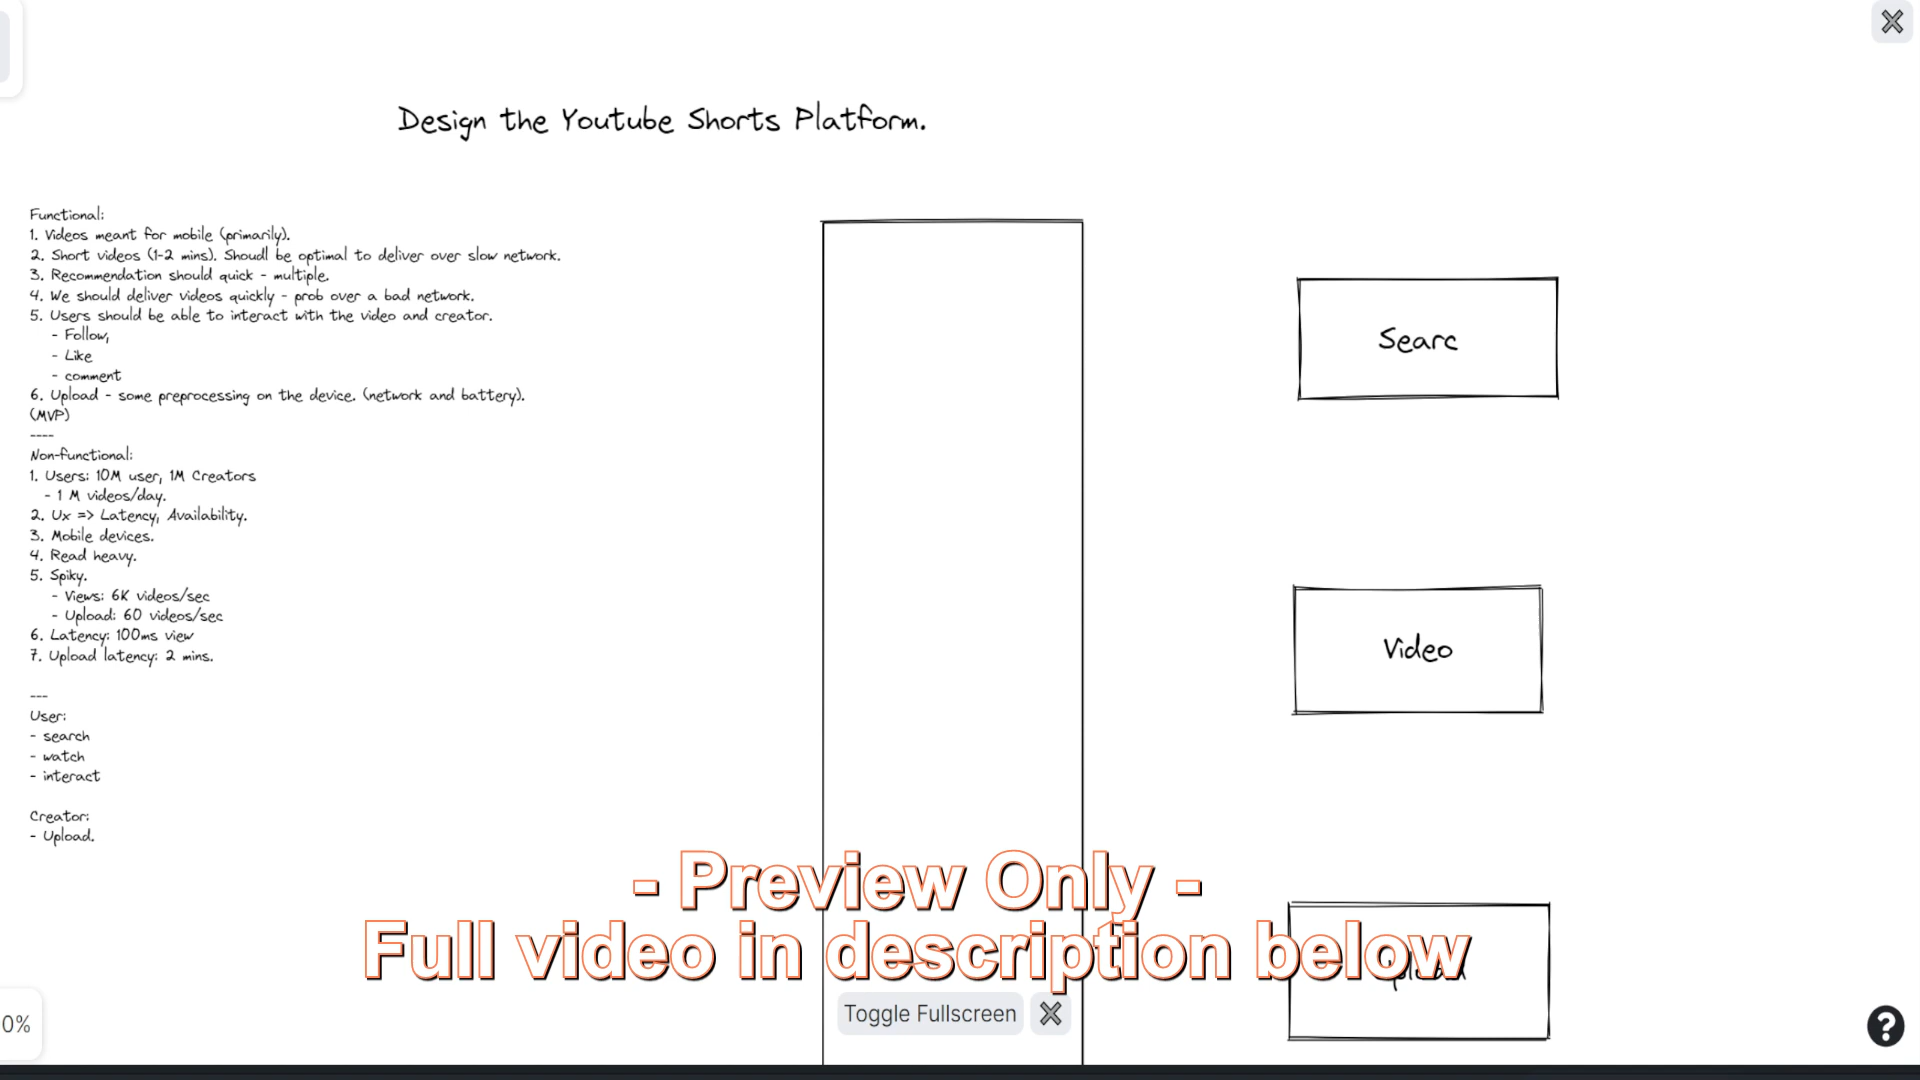 Design the Youtube Shorts Platform.
Functional:
1. Videos meant for mobile (primarily).
2. Short videos (1-2 mins). Shoudl be optimal to deliver over slow network.
3. Recommendation should quick - multiple.
4. We should deliver videos quickly - prob over a bad network.
5. Users should be able to interact with the video and creator.
- Follow,
- Like
- comment
6. Upload - some preprocessing on the device. (network and battery).
(MVP)
----
Non-functional:
1. Users: 10M user, 1M Creators
- 1 M videos/day.
2. Ux => Latency, Availability.
3. Mobile devices.
4. Read heavy.
5. Spiky.
- Views: 6K videos/sec
- Upload: 60 videos/sec
6. Latency: 100ms view
7. Upload latency: 2 mins.
---
User:
- search
- watch
- interact
Creator:
- Upload.
Searc
Video
- Preview Only -
Full video in description below
Toggle Fullscreen
0%
?